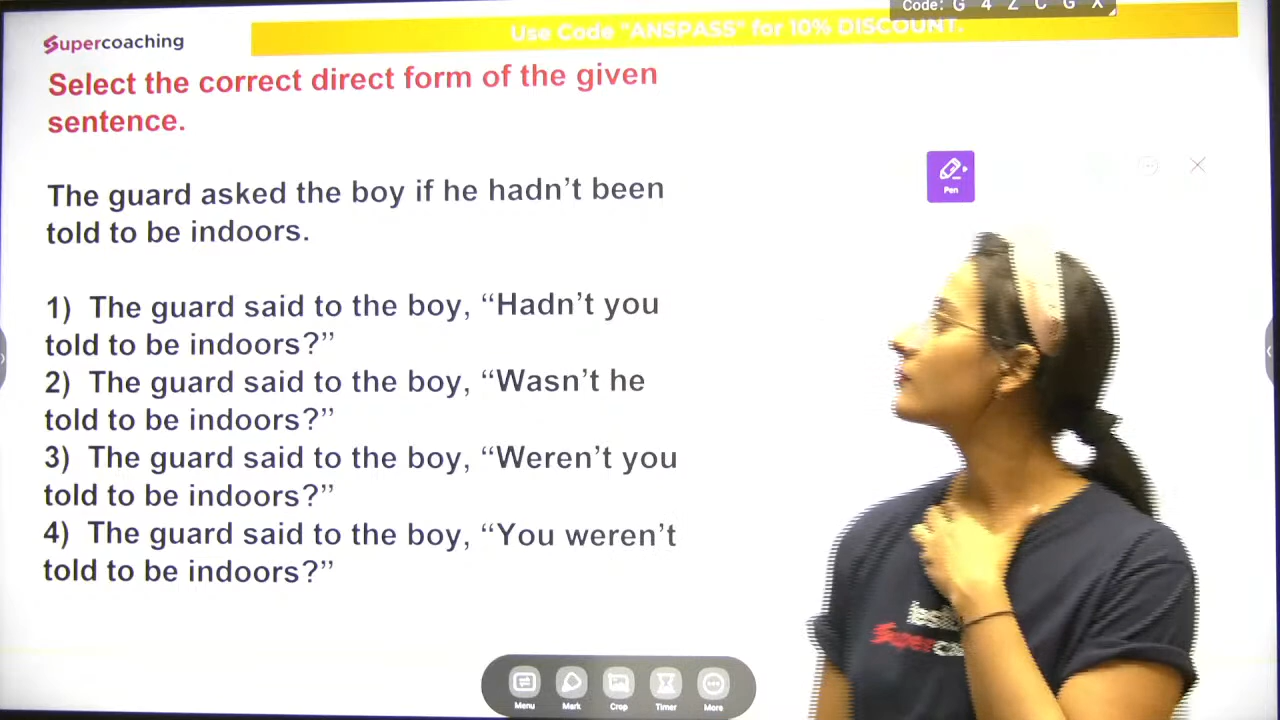 Code: G 4 Z C G X
Supercoaching
Use Code "ANSPASS" for 10% DISCOUNT.
Select the correct direct form of the given
sentence.
Pen
The guard asked the boy if he hadn't been
told to be indoors.
1) The guard said to the boy, “Hadn't you
told to be indoors?”
2) The guard said to the boy, “Wasn't he
told to be indoors?”
3) The guard said to the boy, “Weren't you
told to be indoors?”
4) The guard said to the boy, “You weren't
told to be indoors?”
Menu Mark Crop Timer More